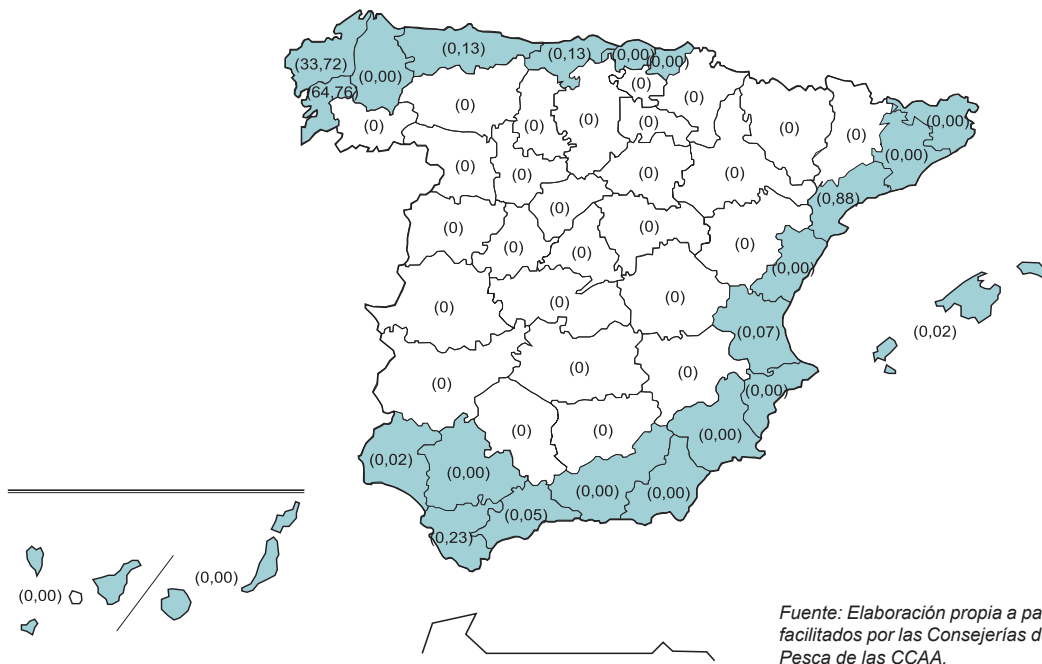 (0,13) (0,13) (0,00) (0,00)
(33,72) (0,00)
(64,76) (0) (0)
(0) (0) (0) (0) (0) (0) (0,00)
(0) (0) (0) (0) (0,00)
(0) (0,88)
(0) (0) (0) (0) (0) (0,00)
(0) (0) (0) (0,07) (0,02)
(0) (0) (0) (0,00)
(0) (0) (0,00)
(0,02) (0,00) (0,00) (0,00)
(0,23) (0,05)
(0,00) (0,00)
Fuente: Elaboración propia a pa
facilitados por las Consejerías d
Pesca de las CCAA.